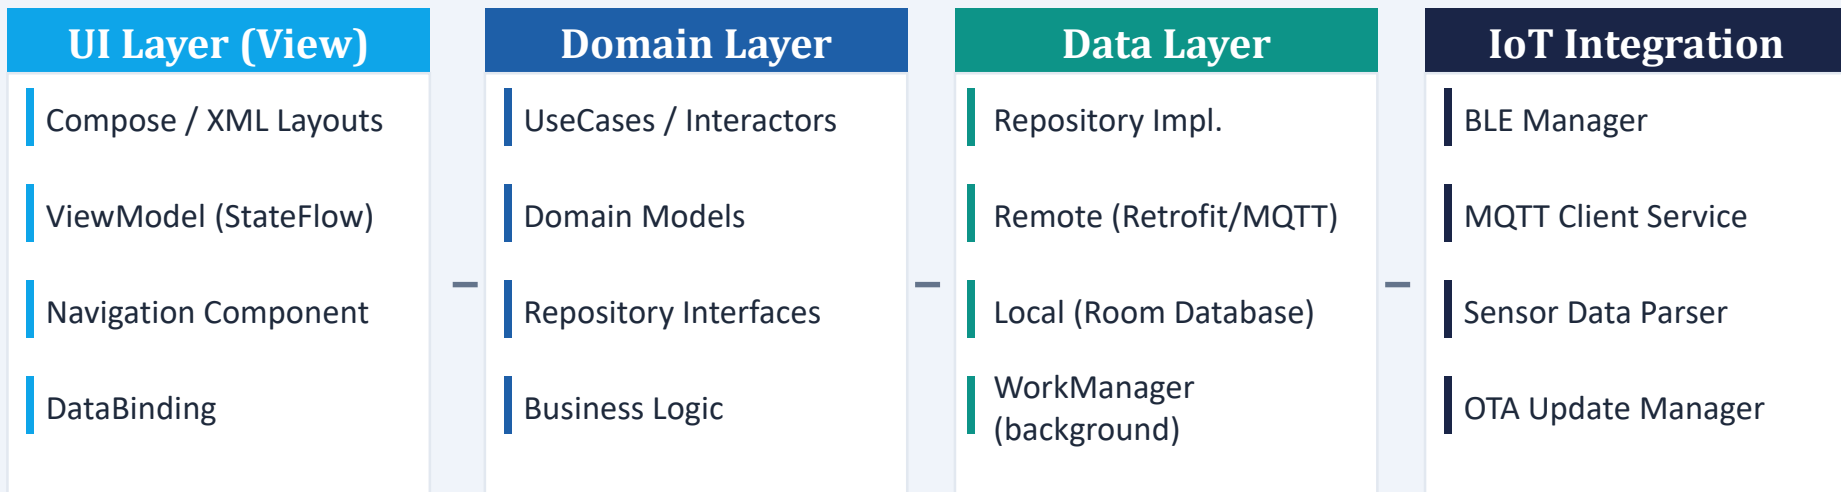 UI Layer (View)
Compose / XML Layouts
ViewModel (StateFlow)
Navigation Component
DataBinding
Domain Layer
UseCases / Interactors
Domain Models
Repository Interfaces
Business Logic
Data Layer
Repository Impl.
Remote (Retrofit/MQTT)
Local (Room Database)
WorkManager
(background)
IoT Integration
BLE Manager
MQTT Client Service
Sensor Data Parser
OTA Update Manager